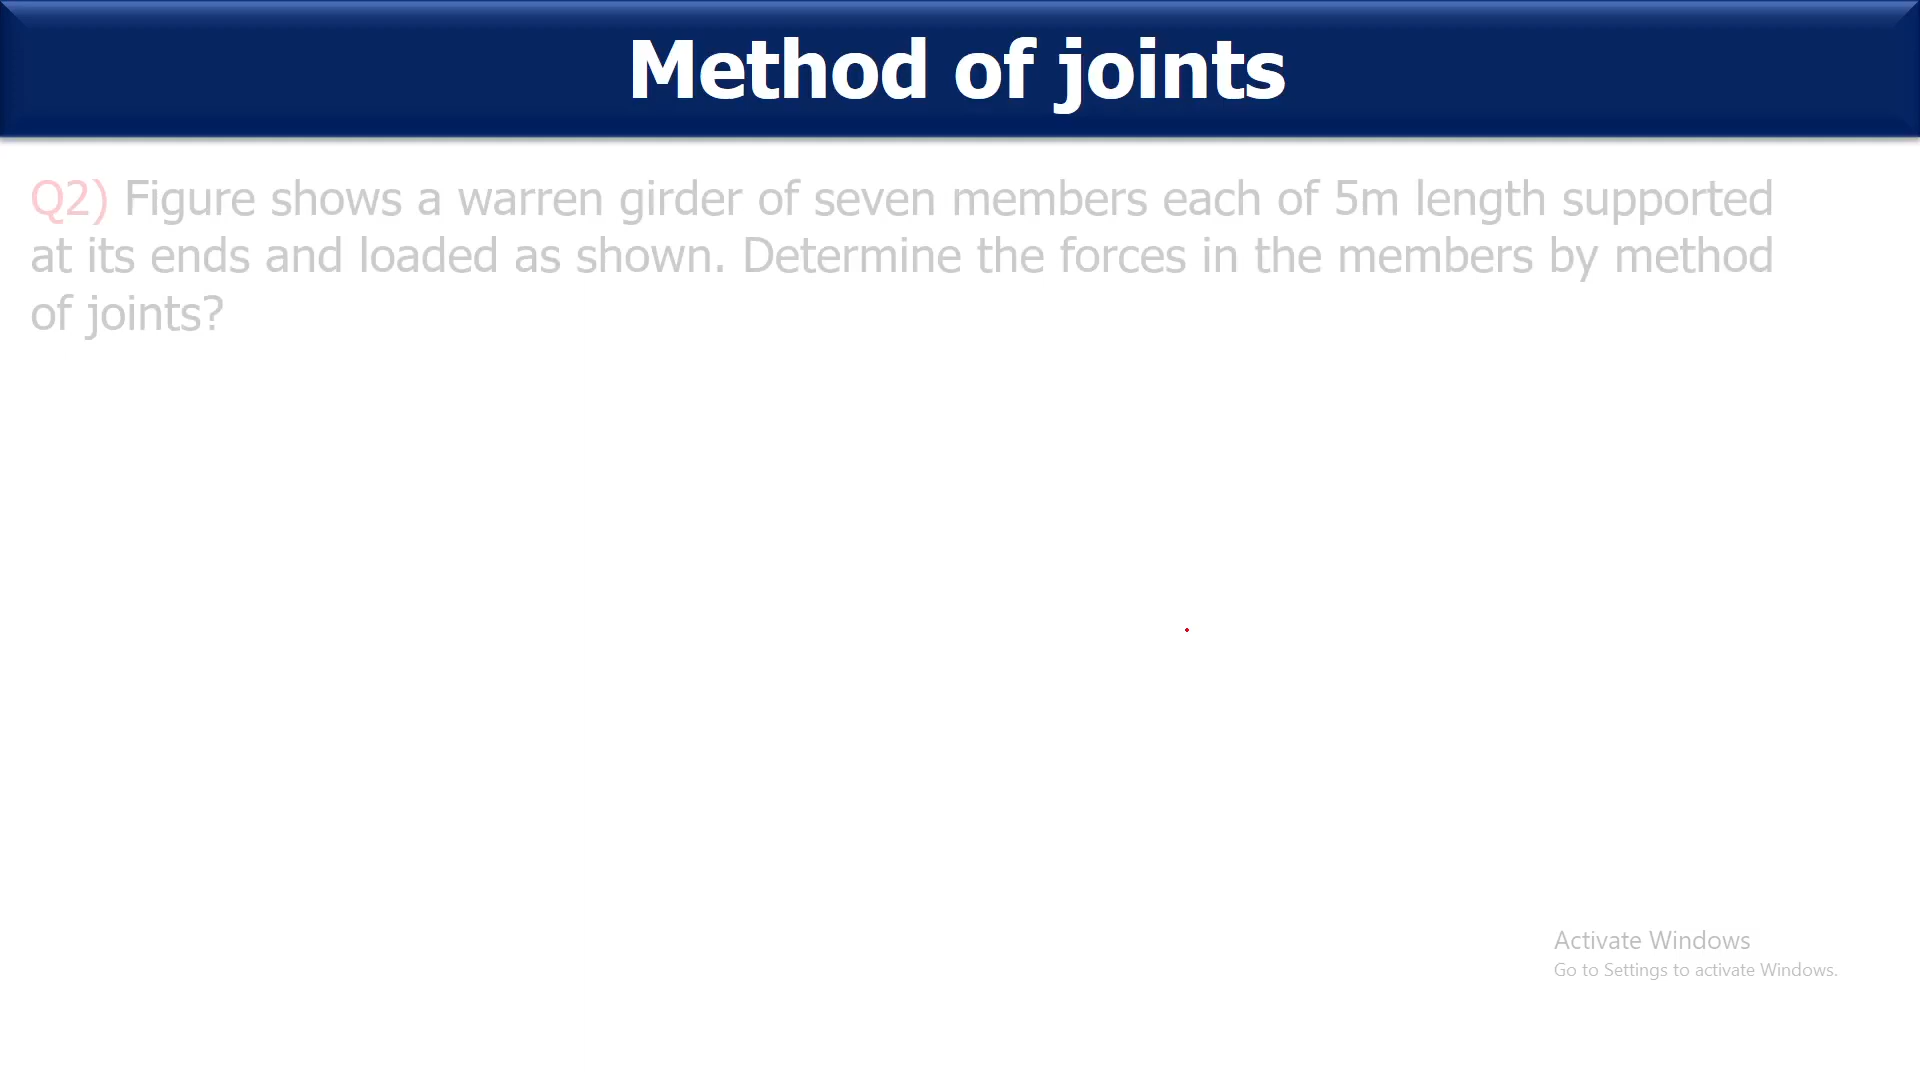 Method of joints
Q2) Figure shows a warren girder of seven members each of 5m length supported
at its ends and loaded as shown. Determine the forces in the members by method
of joints?
Activate Windows
Go to Settings to activate Windows.